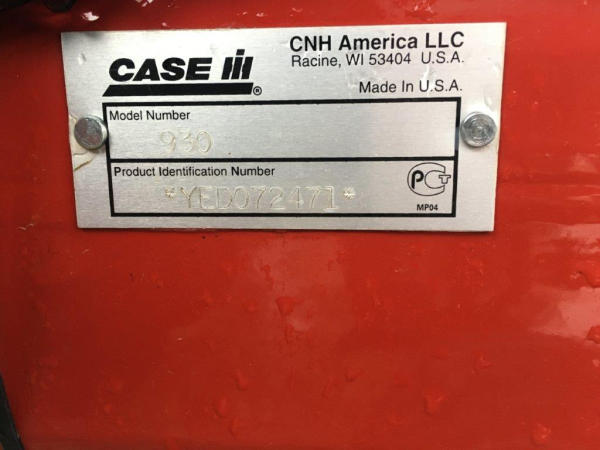 CASE IH®
CNH America LLC
Racine, WI 53404 U.S.A.
Made In U.S.A.
Model Number
930
Product Identification Number
*YED072471*
PCT
MP04